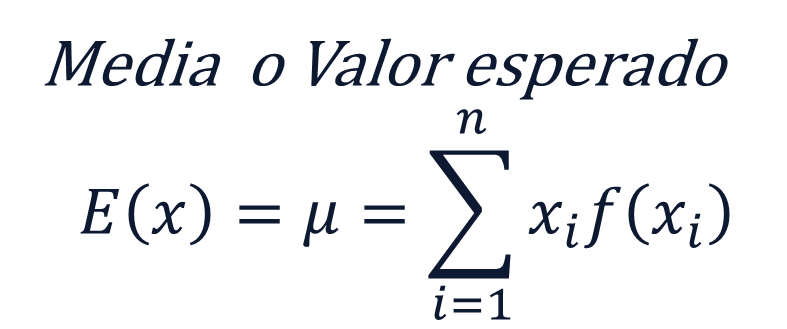 Media o Valor esperado
E(x) = μ = ∑_{i=1}^{n} x_i f(x_i)